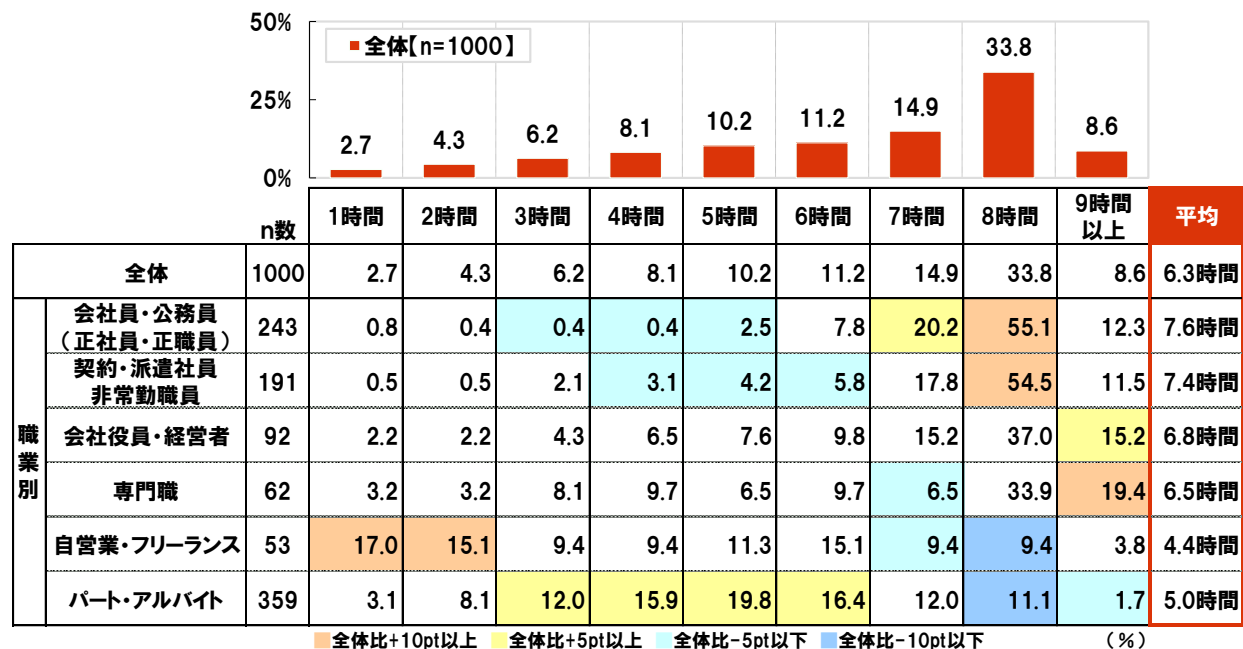 50%
25%
0%
全体【n=1000】
2.7 4.3 6.2 8.1 10.2 11.2 14.9 33.8 8.6
n数 1時間 2時間 3時間 4時間 5時間 6時間 7時間 8時間 9時間以上 平均
全体 1000 2.7 4.3 6.2 8.1 10.2 11.2 14.9 33.8 8.6 6.3時間
職業別
会社員・公務員
（正社員・正職員） 243 0.8 0.4 0.4 0.4 2.5 7.8 20.2 55.1 12.3 7.6時間
契約・派遣社員
非常勤職員 191 0.5 0.5 2.1 3.1 4.2 5.8 17.8 54.5 11.5 7.4時間
会社役員・経営者 92 2.2 2.2 4.3 6.5 7.6 9.8 15.2 37.0 15.2 6.8時間
専門職 62 3.2 3.2 8.1 9.7 6.5 9.7 6.5 33.9 19.4 6.5時間
自営業・フリーランス 53 17.0 15.1 9.4 9.4 11.3 15.1 9.4 9.4 3.8 4.4時間
パート・アルバイト 359 3.1 8.1 12.0 15.9 19.8 16.4 12.0 11.1 1.7 5.0時間
全体比+10pt以上 全体比+5pt以上 全体比-5pt以下 全体比-10pt以下 （％）